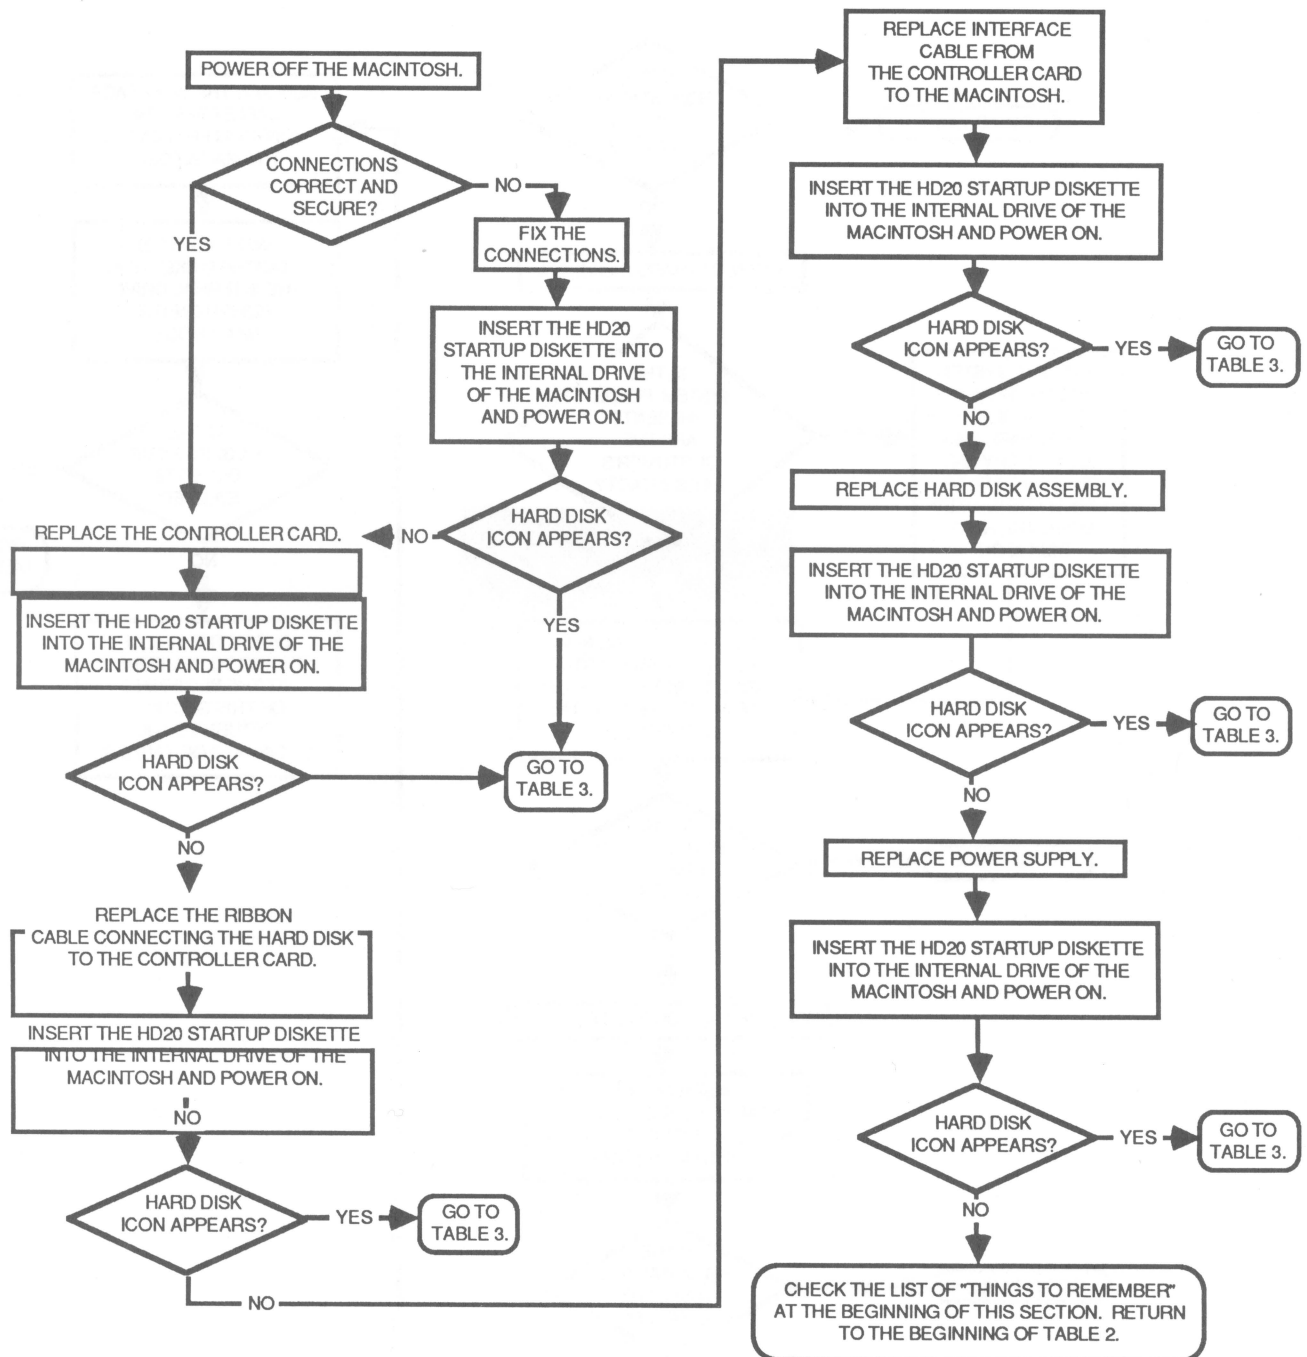 POWER OFF THE MACINTOSH.
CONNECTIONS
CORRECT AND
SECURE?
NO
YES
FIX THE
CONNECTIONS.
INSERT THE HD20
STARTUP DISKETTE INTO
THE INTERNAL DRIVE
OF THE MACINTOSH
AND POWER ON.
HARD DISK
ICON APPEARS?
NO
YES
REPLACE THE CONTROLLER CARD.
INSERT THE HD20 STARTUP DISKETTE
INTO THE INTERNAL DRIVE OF THE
MACINTOSH AND POWER ON.
HARD DISK
ICON APPEARS?
GO TO
TABLE 3.
NO
REPLACE THE RIBBON
CABLE CONNECTING THE HARD DISK
TO THE CONTROLLER CARD.
INSERT THE HD20 STARTUP DISKETTE
INTO THE INTERNAL DRIVE OF THE
MACINTOSH AND POWER ON.
NO
HARD DISK
ICON APPEARS?
YES
GO TO
TABLE 3.
NO
REPLACE INTERFACE
CABLE FROM
THE CONTROLLER CARD
TO THE MACINTOSH.
INSERT THE HD20 STARTUP DISKETTE
INTO THE INTERNAL DRIVE OF THE
MACINTOSH AND POWER ON.
HARD DISK
ICON APPEARS?
YES
GO TO
TABLE 3.
NO
REPLACE HARD DISK ASSEMBLY.
INSERT THE HD20 STARTUP DISKETTE
INTO THE INTERNAL DRIVE OF THE
MACINTOSH AND POWER ON.
HARD DISK
ICON APPEARS?
YES
GO TO
TABLE 3.
NO
REPLACE POWER SUPPLY.
INSERT THE HD20 STARTUP DISKETTE
INTO THE INTERNAL DRIVE OF THE
MACINTOSH AND POWER ON.
HARD DISK
ICON APPEARS?
YES
GO TO
TABLE 3.
NO
CHECK THE LIST OF "THINGS TO REMEMBER"
AT THE BEGINNING OF THIS SECTION. RETURN
TO THE BEGINNING OF TABLE 2.